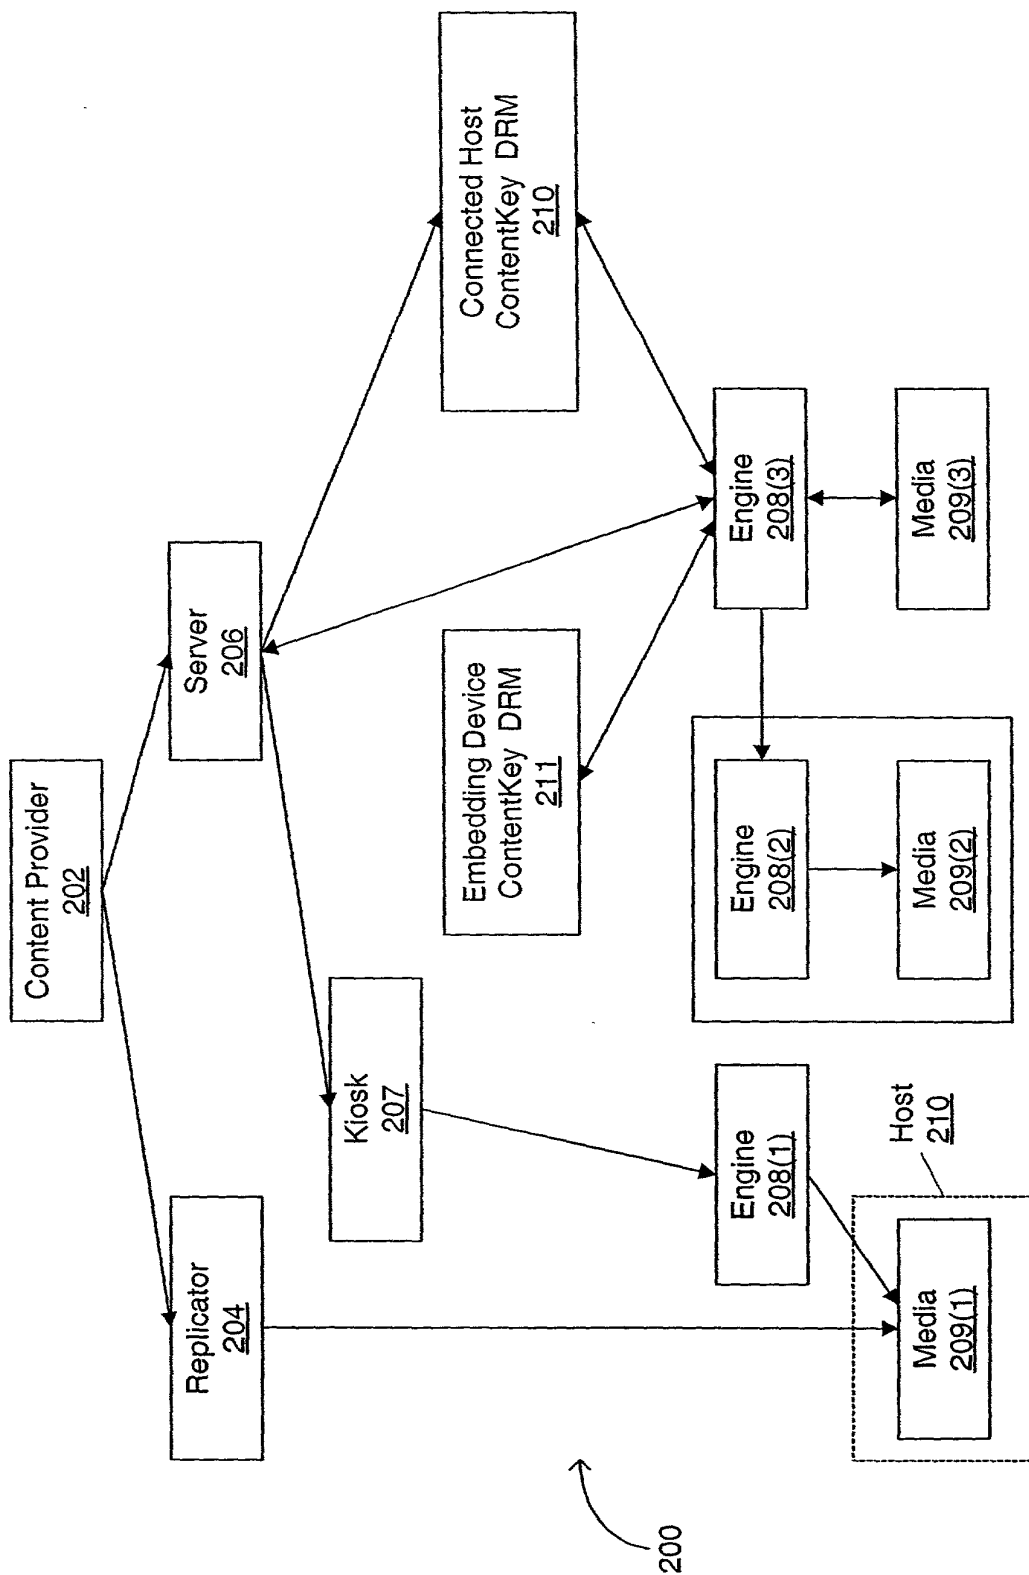 Content Provider
202
Replicator
204
Server
206
Kiosk
207
Embedding Device
ContentKey DRM
211
Connected Host
ContentKey DRM
210
Engine
208(1)
Engine
208(2)
Engine
208(3)
Host
210
Media
209(1)
Media
209(2)
Media
209(3)
200